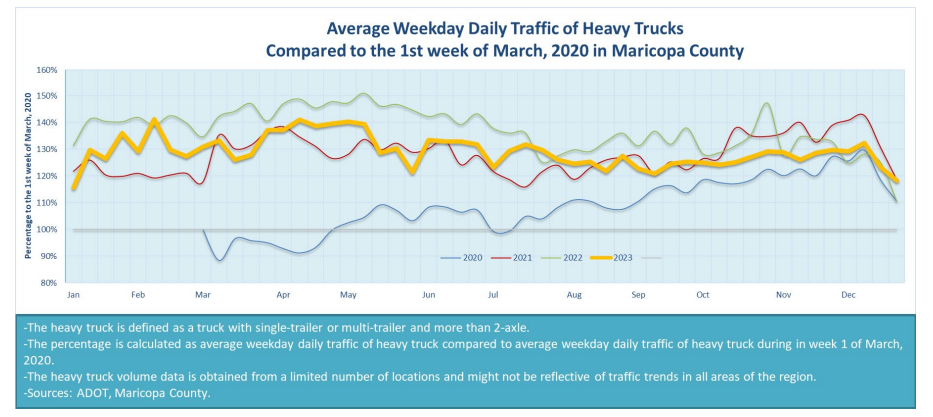 Average Weekday Daily Traffic of Heavy Trucks
Compared to the 1st week of March, 2020 in Maricopa County
Percentage to the 1st week of March, 2020
160%
150%
140%
130%
120%
110%
100%
90%
80%
2020 2021 2022 2023
Jan Feb Mar Apr May Jun Jul Aug Sep Oct Nov Dec
-The heavy truck is defined as a truck with single-trailer or multi-trailer and more than 2-axle.
-The percentage is calculated as average weekday daily traffic of heavy truck compared to average weekday daily traffic of heavy truck during in week 1 of March,
2020.
-The heavy truck volume data is obtained from a limited number of locations and might not be reflective of traffic trends in all areas of the region.
-Sources: ADOT, Maricopa County.